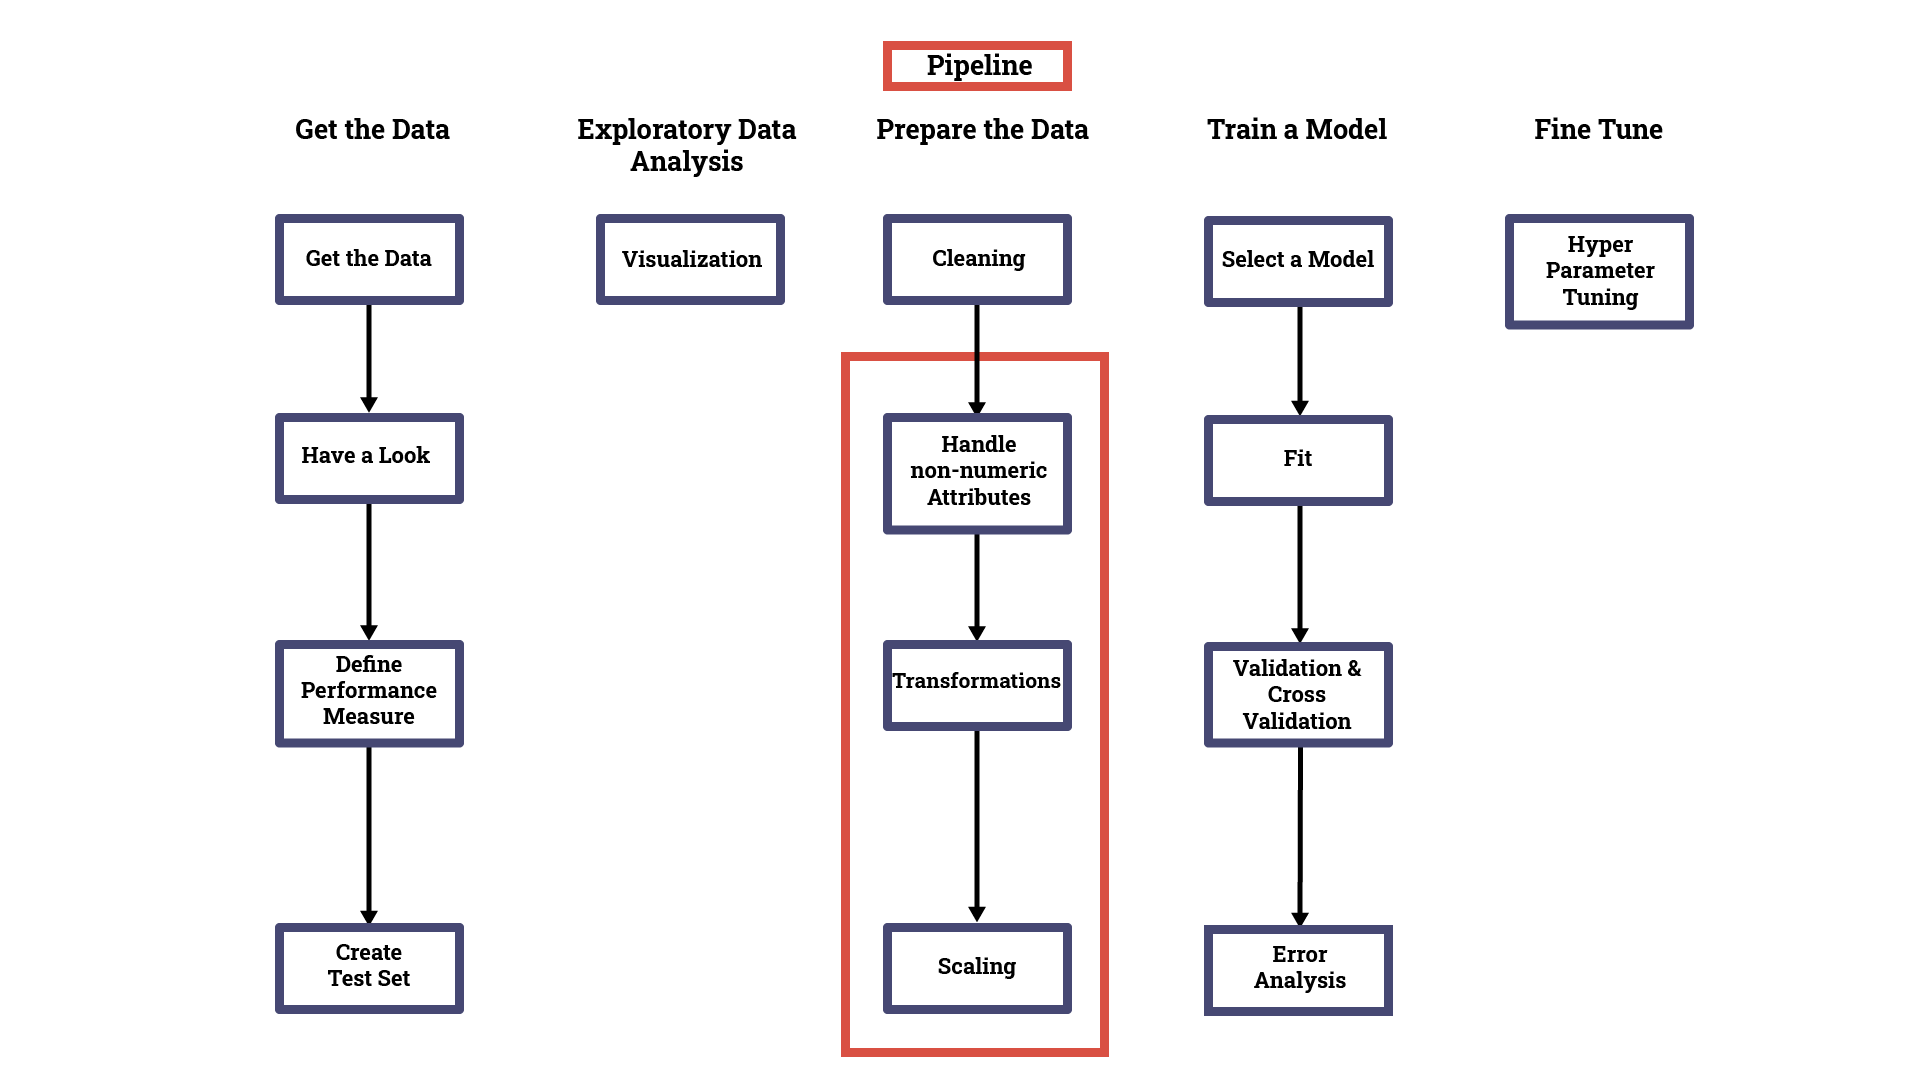 Pipeline
Get the Data
Exploratory Data
Analysis
Prepare the Data
Train a Model
Fine Tune
Get the Data
Have a Look
Define
Performance
Measure
Create
Test Set
Visualization
Cleaning
Handle
non-numeric
Attributes
Transformations
Scaling
Select a Model
Fit
Validation &
Cross
Validation
Error
Analysis
Hyper
Parameter
Tuning